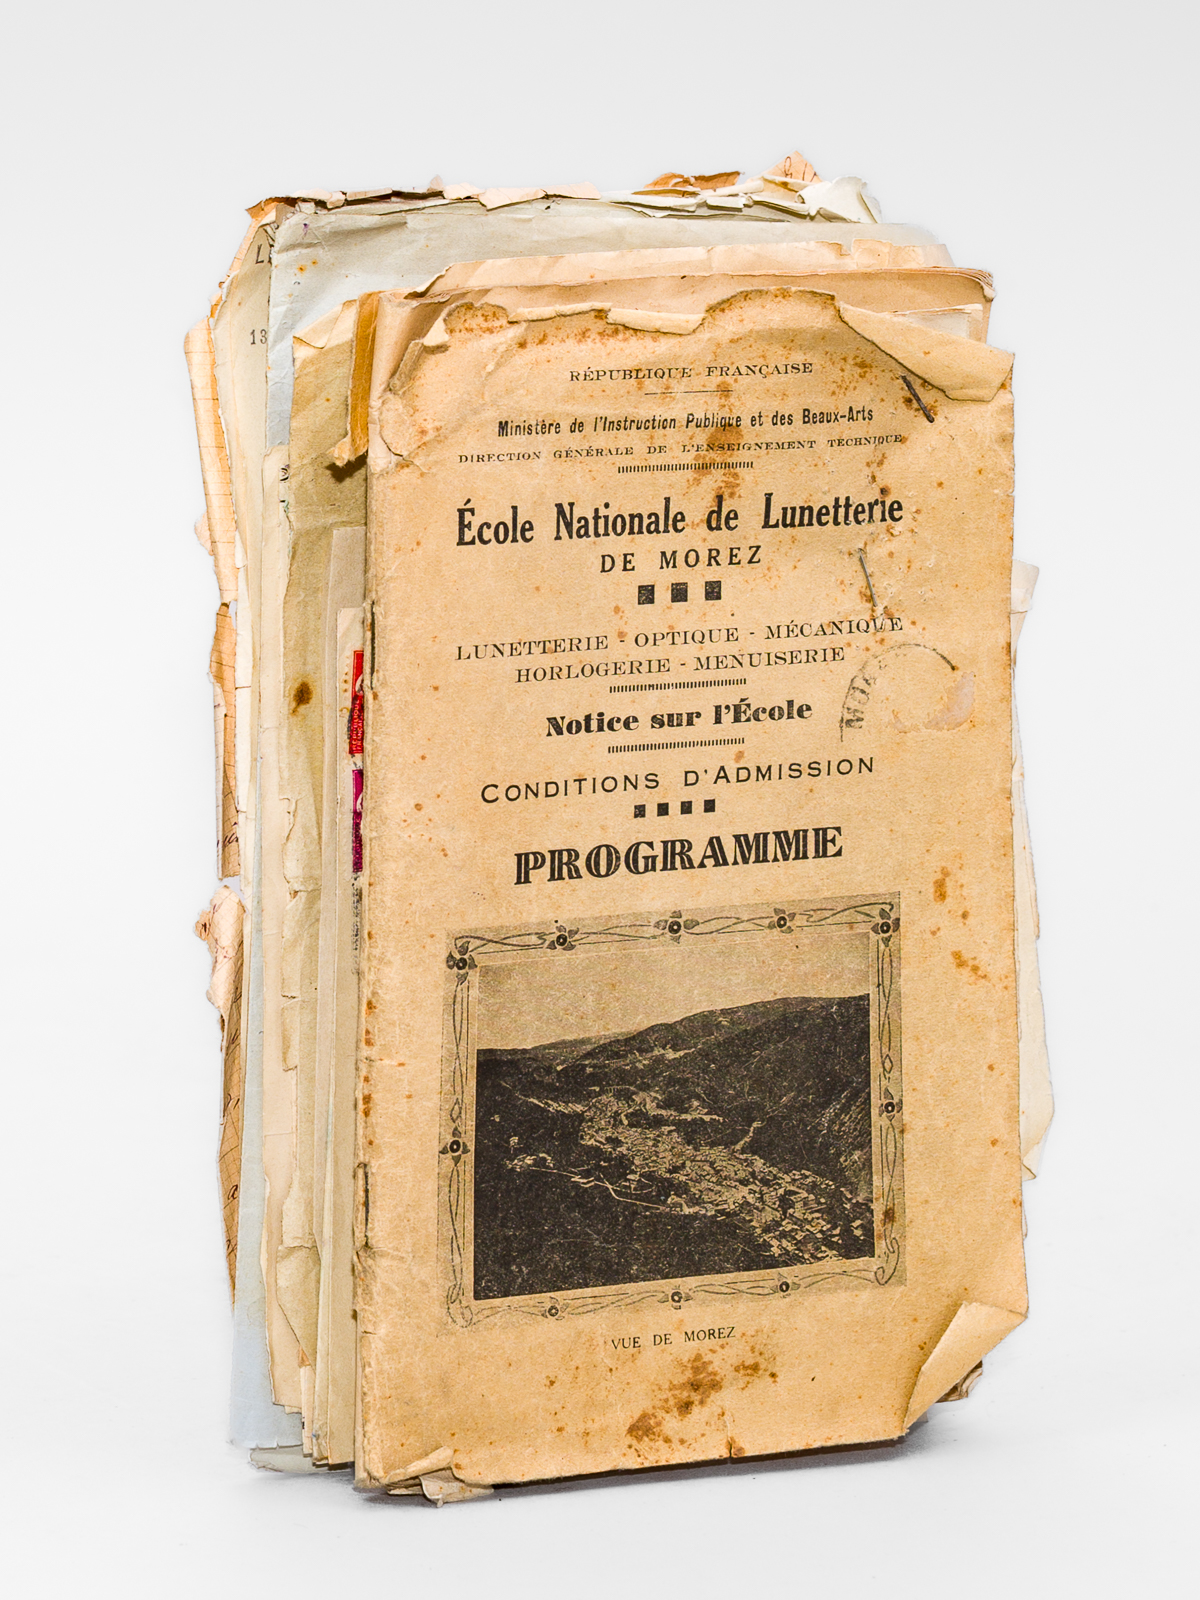 RÉPUBLIQUE FRANÇAISE
Ministère de l'Instruction Publique et des Beaux-Arts
DIRECTION GÉNÉRALE DE L'ENSEIGNEMENT TECHNIQUE
École Nationale de Lunetterie
DE MOREZ
LUNETTERIE - OPTIQUE - MÉCANIQUE
HORLOGERIE - MENUISERIE
Notice sur l'École
CONDITIONS D'ADMISSION
PROGRAMME
VUE DE MOREZ
13